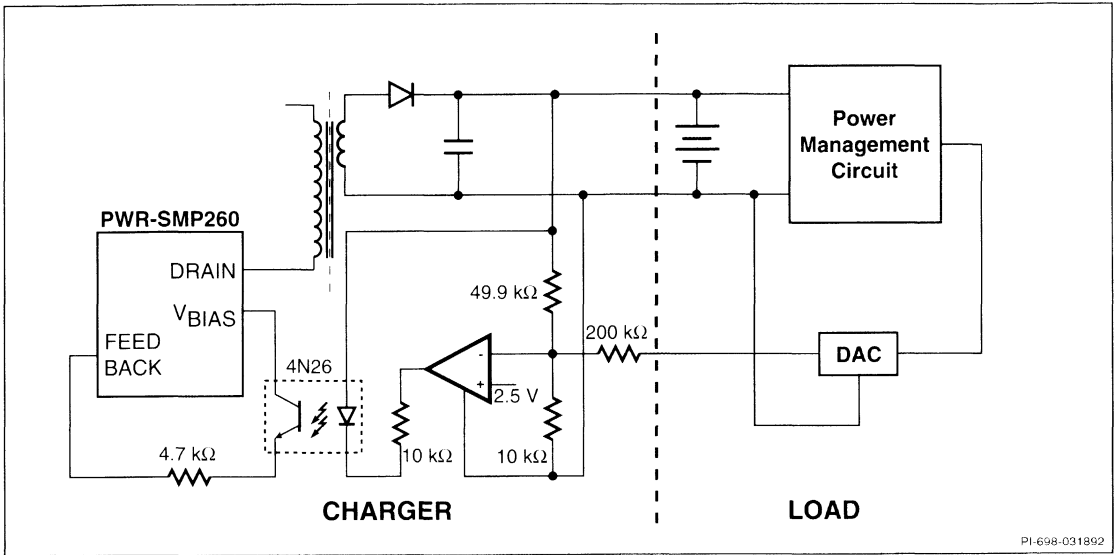 Power
Management
Circuit
PWR-SMP260
DRAIN
VBIAS
FEED
BACK
49.9 kΩ
200 kΩ
DAC
4N26
-
+
2.5 V
4.7 kΩ
10 kΩ
10 kΩ
CHARGER
LOAD
PI-698-031892